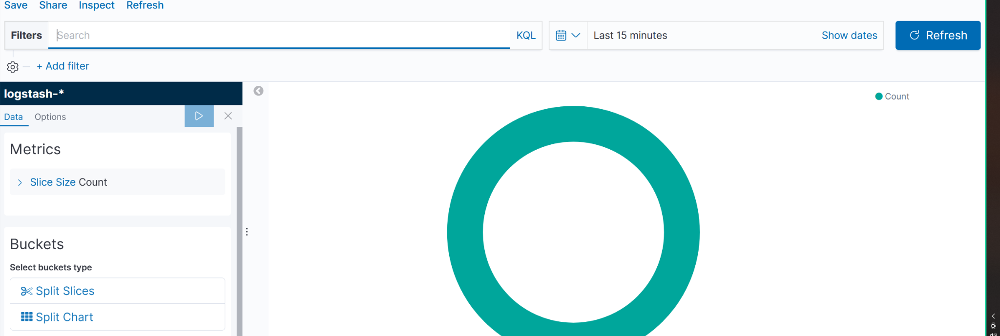 Save Share Inspect Refresh
Filters Search KQL Last 15 minutes Show dates Refresh
+ Add filter
logstash-*
Count
Data Options
Metrics
Slice Size Count
Buckets
Select buckets type
Split Slices
Split Chart